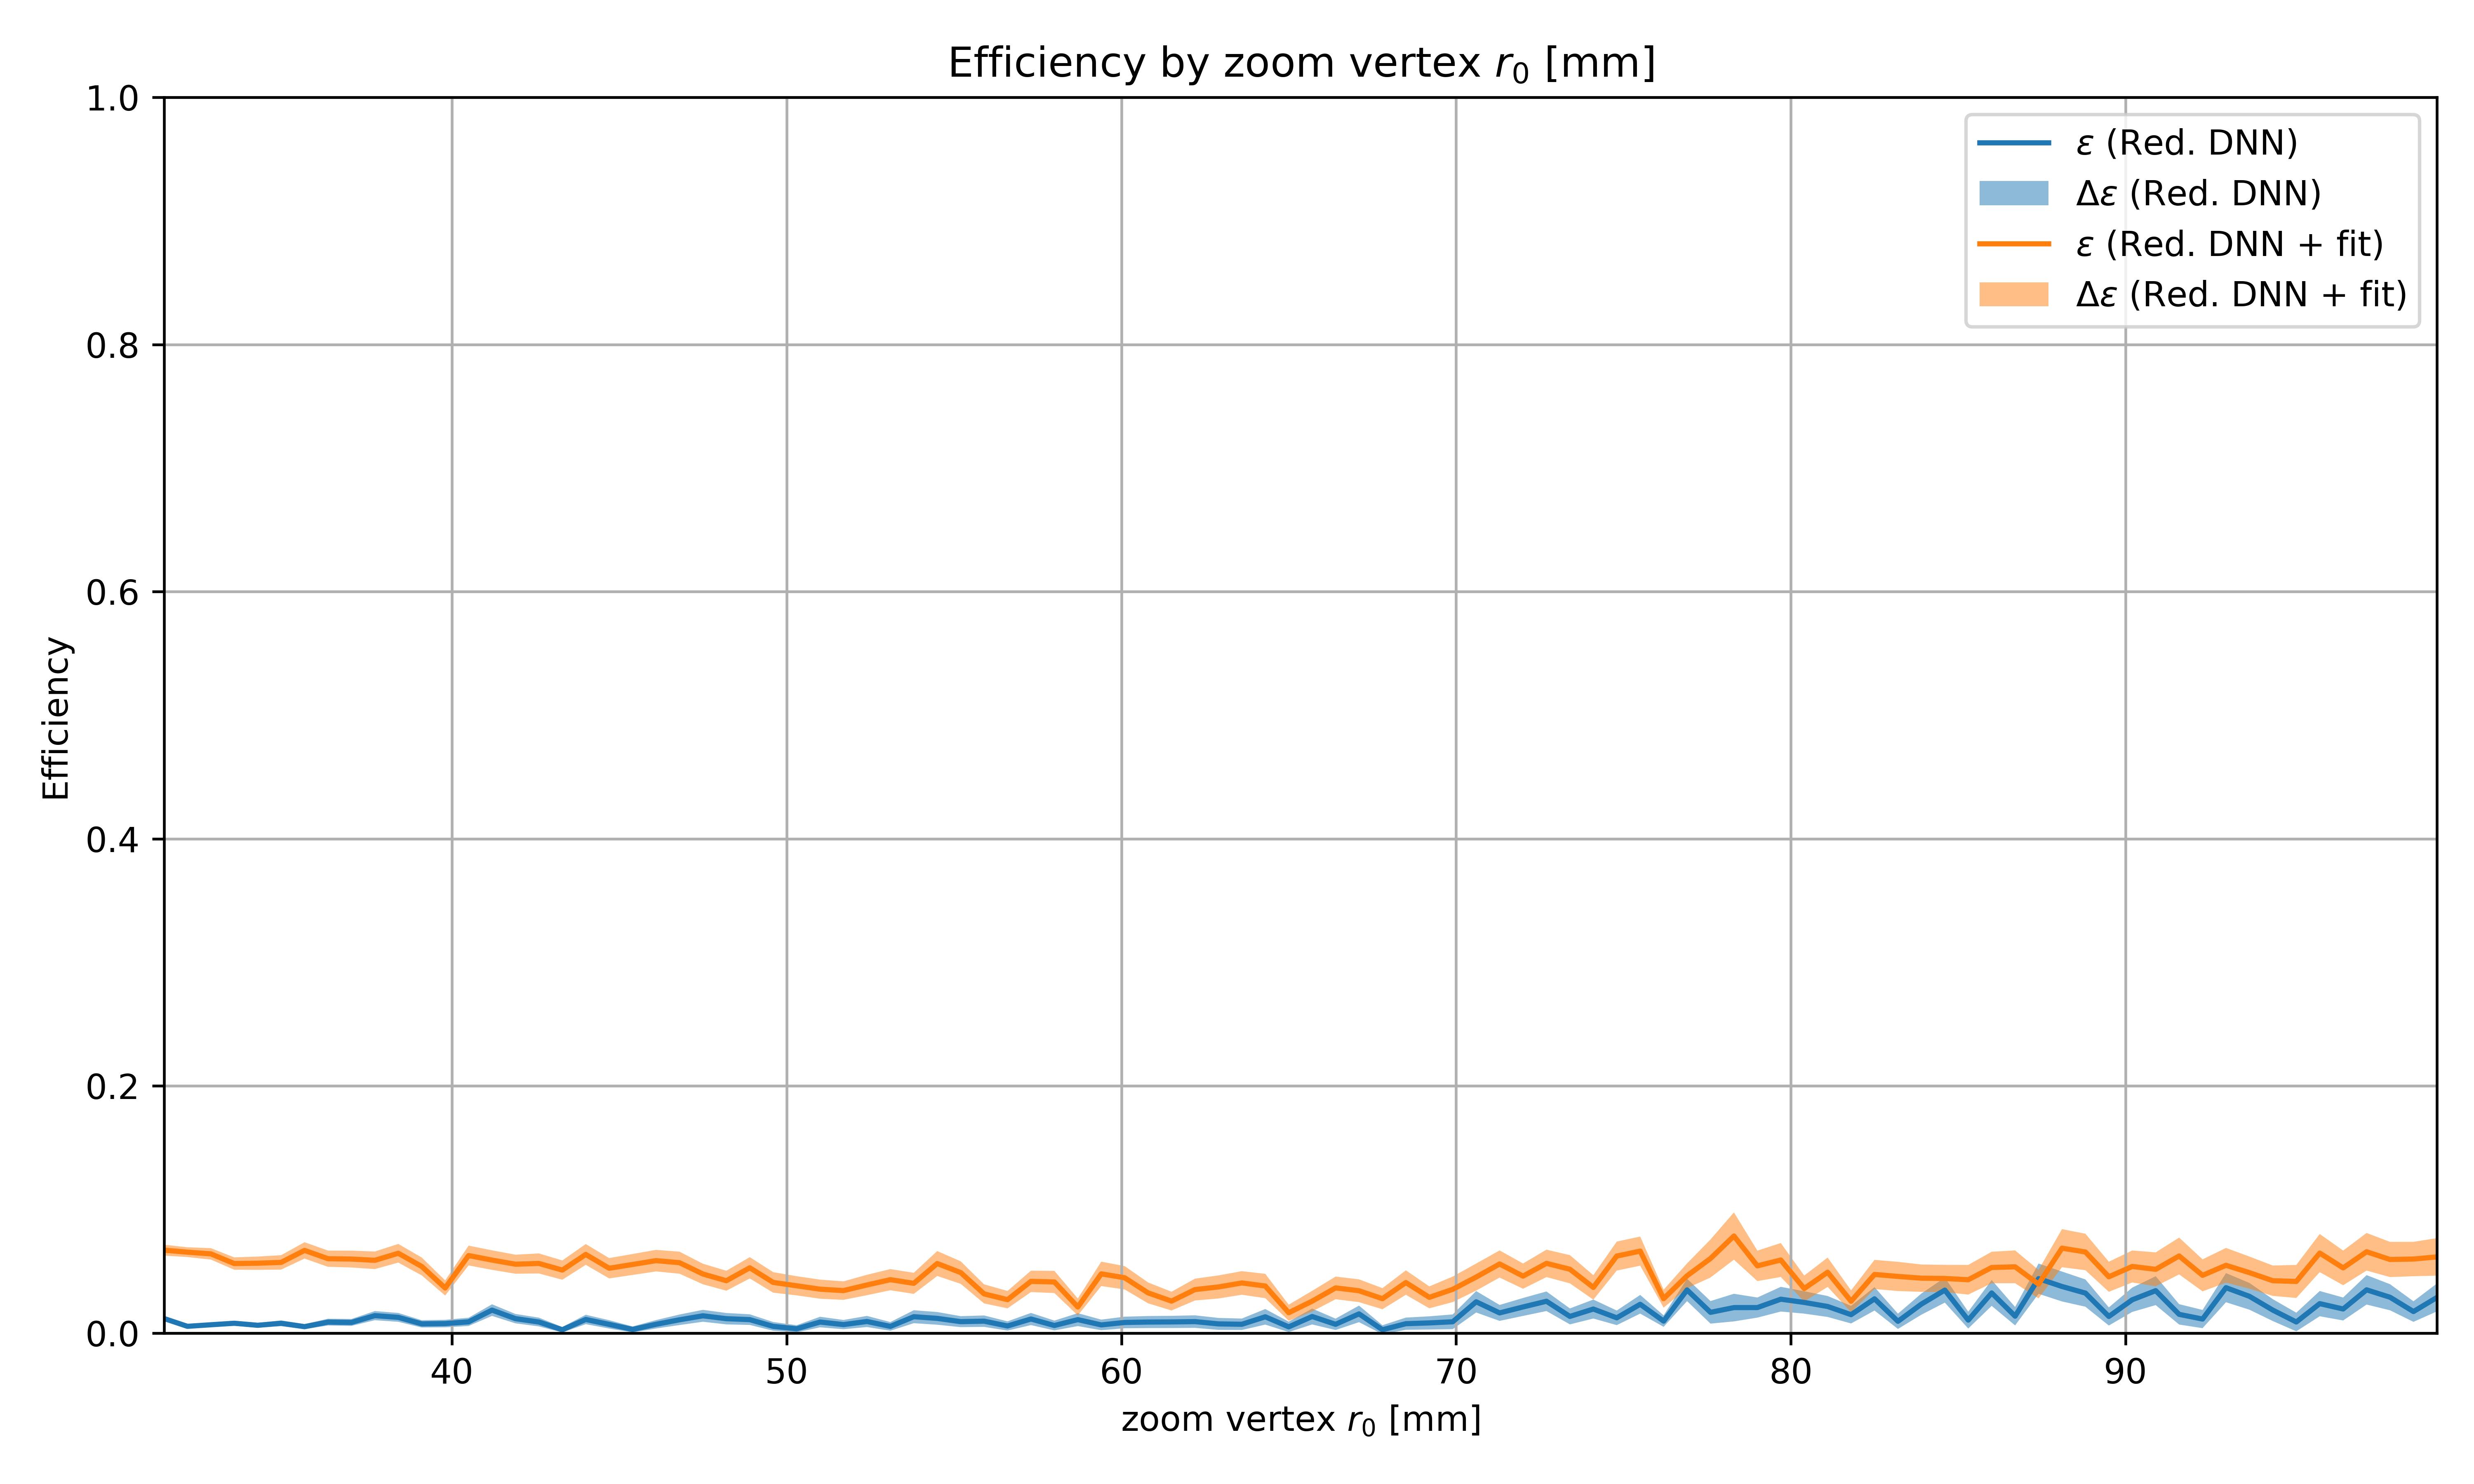 Efficiency by zoom vertex r₀ [mm]
1.0
0.8
0.6
0.4
0.2
0.0
Efficiency
ε (Red. DNN)
Δε (Red. DNN)
ε (Red. DNN + fit)
Δε (Red. DNN + fit)
40 50 60 70 80 90
zoom vertex r₀ [mm]